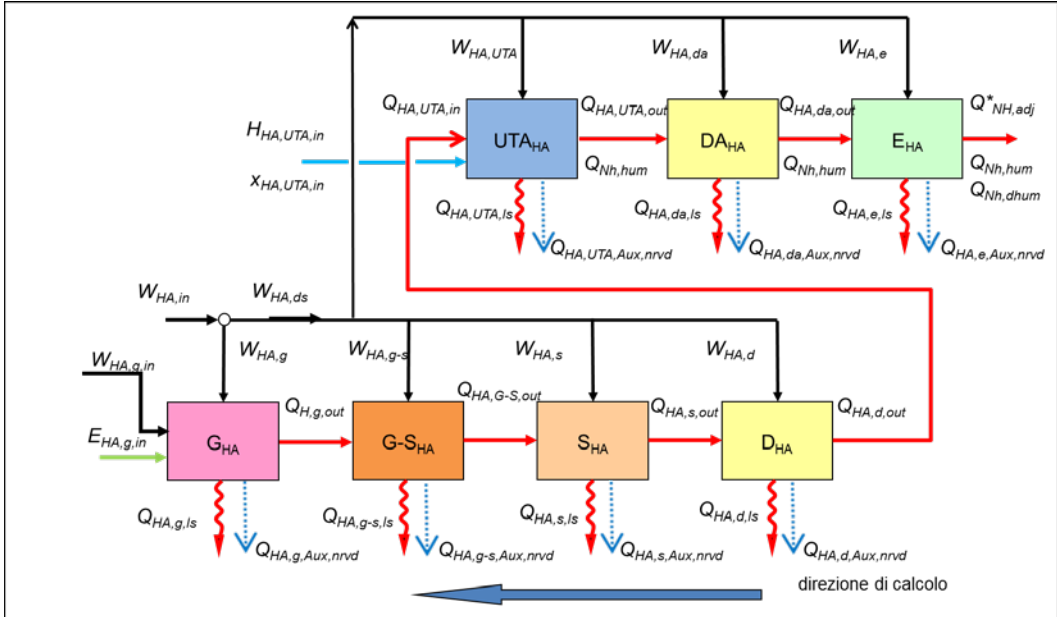 W_HA,UTA W_HA,da W_HA,e
Q_HA,UTA,in Q_HA,UTA,out Q_HA,da,out Q*_NH,adj
H_HA,UTA,in
UTA_HA DA_HA E_HA
x_HA,UTA,in
Q_Nh,hum Q_Nh,hum Q_Nh,hum
Q_Nh,dhum
Q_HA,UTA,ls Q_HA,da,ls Q_HA,e,ls
Q_HA,UTA,Aux,nrvd Q_HA,da,Aux,nrvd Q_HA,e,Aux,nrvd
W_HA,in W_HA,ds
W_HA,g W_HA,g-s W_HA,s W_HA,d
W_HA,g,in
Q_H,g,out Q_HA,G-S,out Q_HA,s,out Q_HA,d,out
E_HA,g,in
G_HA G-S_HA S_HA D_HA
Q_HA,g,ls Q_HA,g-s,ls Q_HA,s,ls Q_HA,d,ls
Q_HA,g,Aux,nrvd Q_HA,g-s,Aux,nrvd Q_HA,s,Aux,nrvd Q_HA,d,Aux,nrvd
direzione di calcolo